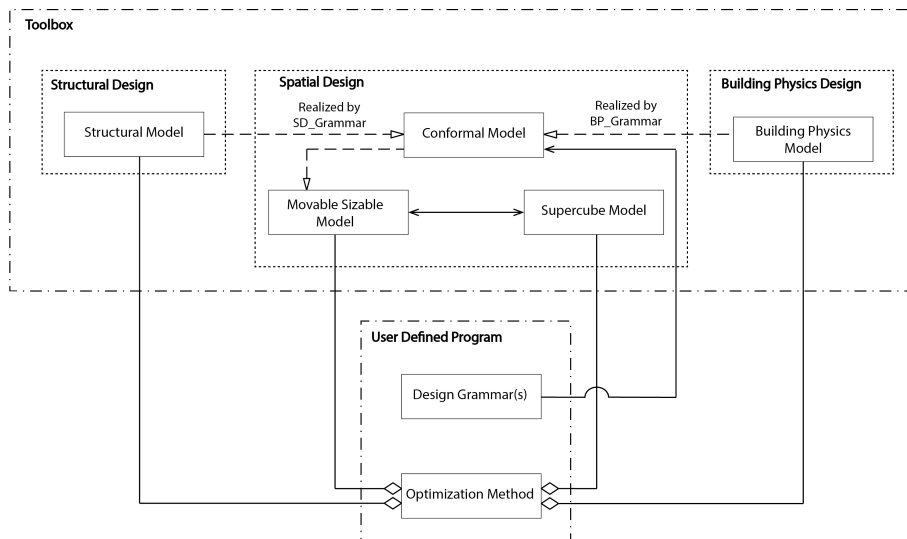 Toolbox
Structural Design
Spatial Design
Building Physics Design
Realized by
SD_Grammar
Realized by
BP_Grammar
Structural Model
Conformal Model
Building Physics
Model
Movable Sizable
Model
Supercube Model
User Defined Program
Design Grammar(s)
Optimization Method